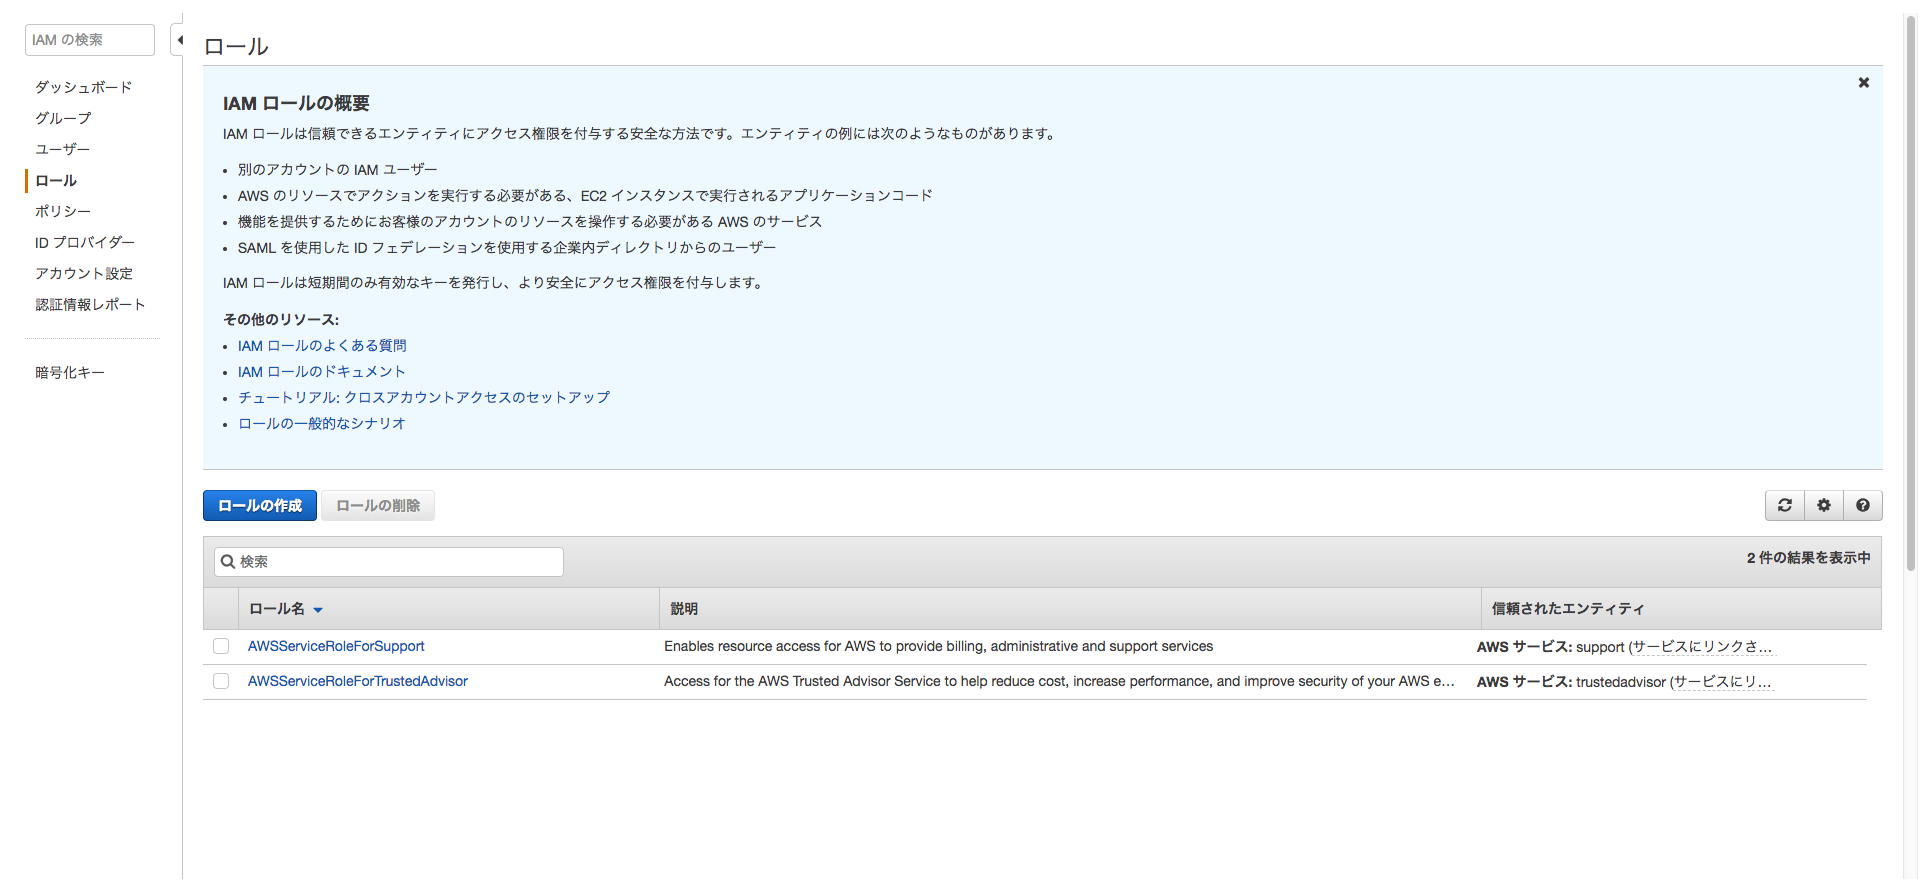 IAM の検索
ダッシュボード
グループ
ユーザー
ロール
ポリシー
ID プロバイダー
アカウント設定
認証情報レポート
暗号化キー
ロール
IAM ロールの概要
IAM ロールは信頼できるエンティティにアクセス権限を付与する安全な方法です。エンティティの例には次のようなものがあります。
別のアカウントの IAM ユーザー
AWS のリソースでアクションを実行する必要がある、EC2 インスタンスで実行されるアプリケーションコード
機能を提供するためにお客様のアカウントのリソースを操作する必要がある AWS のサービス
SAML を使用した ID フェデレーションを使用する企業内ディレクトリからのユーザー
IAM ロールは短期間のみ有効なキーを発行し、より安全にアクセス権限を付与します。
その他のリソース:
IAM ロールのよくある質問
IAM ロールのドキュメント
チュートリアル: クロスアカウントアクセスのセットアップ
ロールの一般的なシナリオ
ロールの作成 ロールの削除
検索 2 件の結果を表示中
ロール名 説明 信頼されたエンティティ
AWSServiceRoleForSupport Enables resource access for AWS to provide billing, administrative and support services AWS サービス: support (サービスにリンクさ…
AWSServiceRoleForTrustedAdvisor Access for the AWS Trusted Advisor Service to help reduce cost, increase performance, and improve security of your AWS e… AWS サービス: trustedadvisor (サービスにリ…